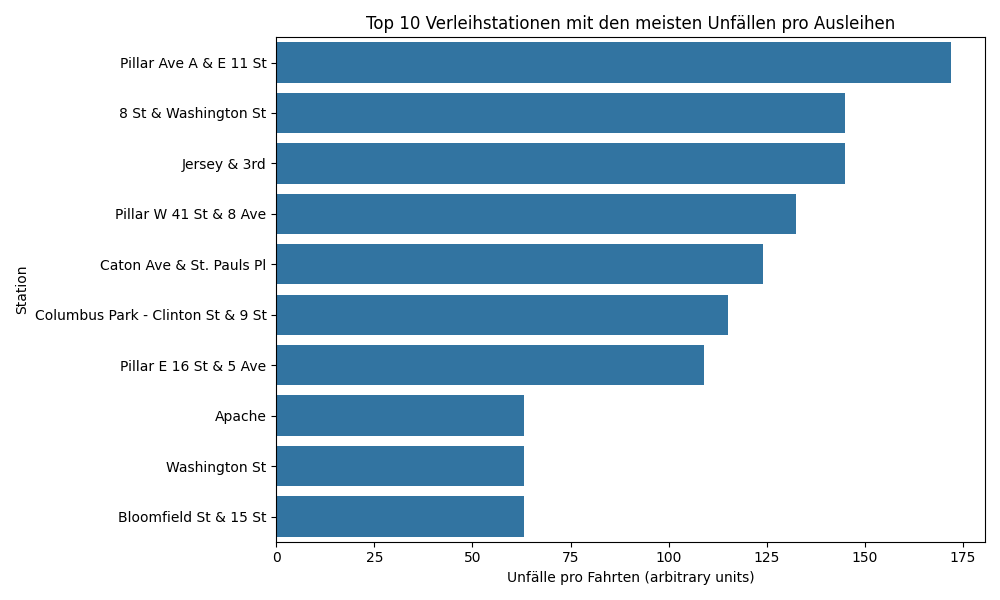 Top 10 Verleihstationen mit den meisten Unfällen pro Ausleihen
Station
Pillar Ave A & E 11 St
8 St & Washington St
Jersey & 3rd
Pillar W 41 St & 8 Ave
Caton Ave & St. Pauls Pl
Columbus Park - Clinton St & 9 St
Pillar E 16 St & 5 Ave
Apache
Washington St
Bloomfield St & 15 St
0 25 50 75 100 125 150 175
Unfälle pro Fahrten (arbitrary units)